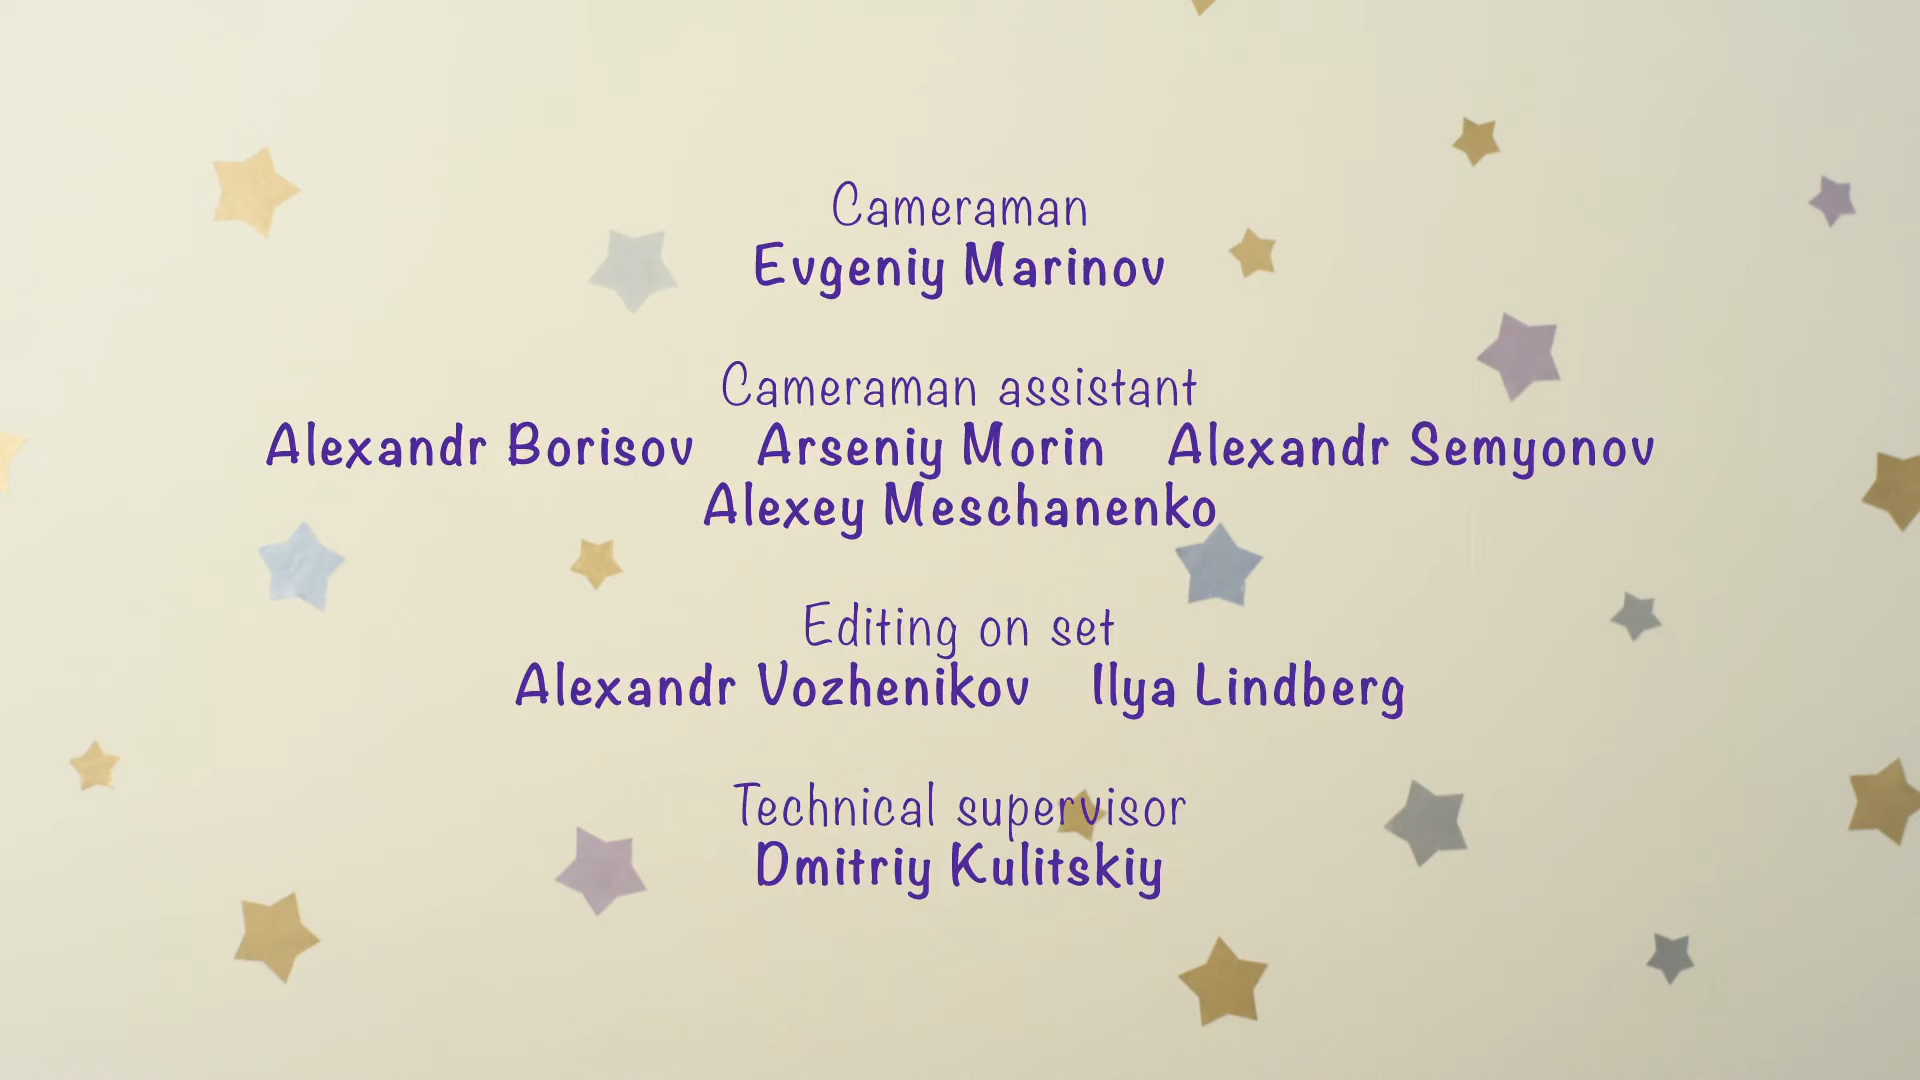 Cameraman
Evgeniy Marinov
Cameraman assistant
Alexandr Borisov Arseniy Morin Alexandr Semyonov
Alexey Meschanenko
Editing on set
Alexandr Vozhenikov Ilya Lindberg
Technical supervisor
Dmitriy Kulitskiy